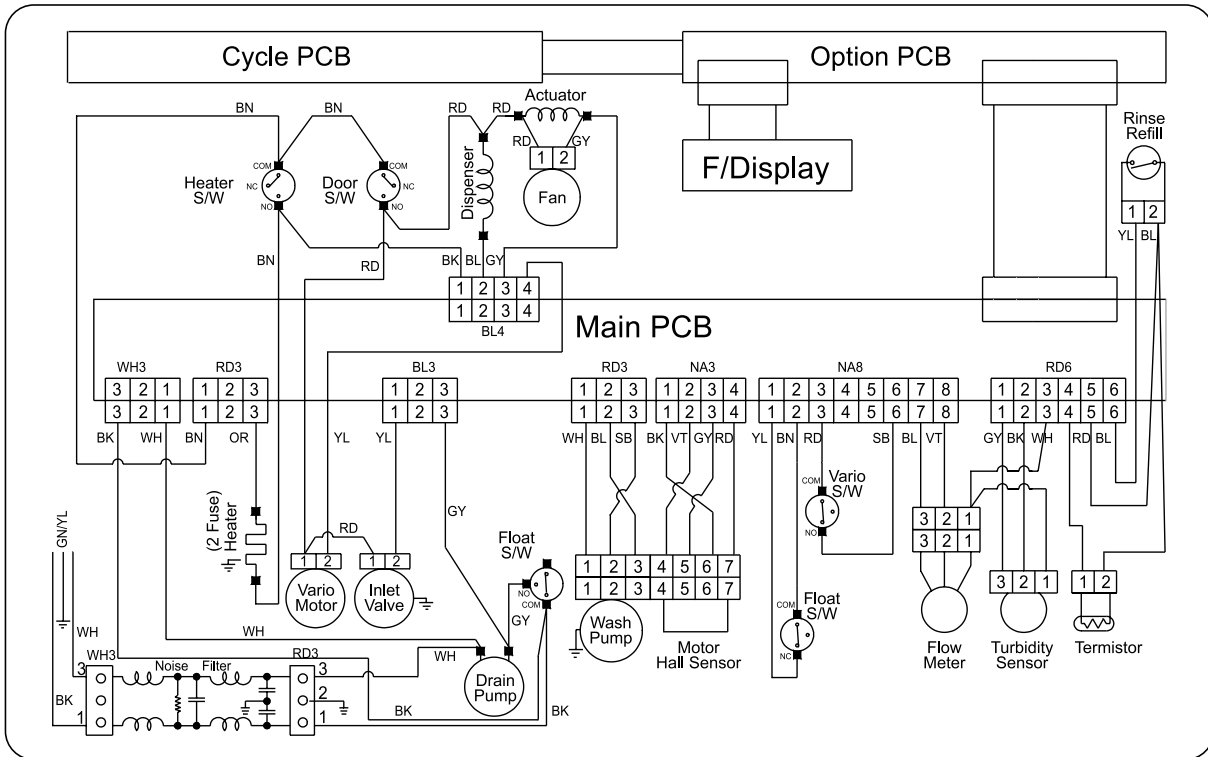 Cycle PCB
Option PCB
Actuator
BN
BN
RD
RD
RD
GY
1 2
Fan
F/Display
Rinse
Refill
1 2
YL BL
COM
NC
NO
Heater
S/W
COM
NC
NO
Door
S/W
Dispenser
BN
RD
BK BL GY
1 2 3 4
1 2 3 4
BL4
Main PCB
WH3
RD3
BL3
RD3
NA3
NA8
RD6
3 2 1
1 2 3
1 2 3
1 2 3
1 2 3 4
1 2 3 4 5 6 7 8
1 2 3 4 5 6
3 2 1
1 2 3
1 2 3
1 2 3
1 2 3 4
1 2 3 4 5 6 7 8
1 2 3 4 5 6
BK WH BN OR
YL
YL
WH BL SB
BK VT GY RD
YL BN RD
SB BL VT
GY BK WH RD BL
GY
COM
NO
Vario
S/W
GN/YL
(2 Fuse)
Heater
RD
1 2
Vario
Motor
1 2
Inlet
Valve
Float
S/W
NO
COM
GY
1 2 3 4 5 6 7
1 2 3 4 5 6 7
Wash
Pump
Motor
Hall Sensor
COM
NC
Float
S/W
3 2 1
3 2 1
Flow
Meter
3 2 1
Turbidity
Sensor
1 2
Termistor
WH
BK
WH3
3
1
Noise
Filter
RD3
3
2
1
WH
WH
Drain
Pump
BK
BK